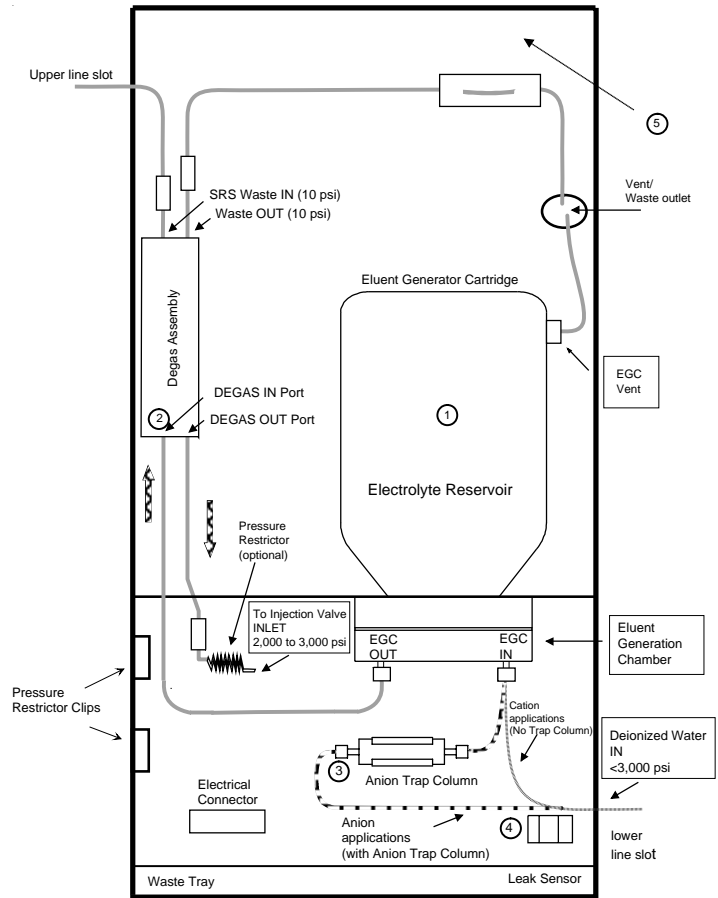 Upper line slot
5
SRS Waste IN (10 psi)
Waste OUT (10 psi)
Vent/
Waste outlet
Eluent Generator Cartridge
Degas Assembly
EGC
Vent
DEGAS IN Port
2
DEGAS OUT Port
1
Electrolyte Reservoir
Pressure
Restrictor
(optional)
To Injection Valve
INLET
2,000 to 3,000 psi
EGC
OUT
EGC
IN
Eluent
Generation
Chamber
Pressure
Restrictor Clips
Cation
applications
(No Trap Column)
Deionized Water
IN
<3,000 psi
3
Anion Trap Column
Electrical
Connector
Anion
applications
(with Anion Trap Column)
4
lower
line slot
Waste Tray
Leak Sensor